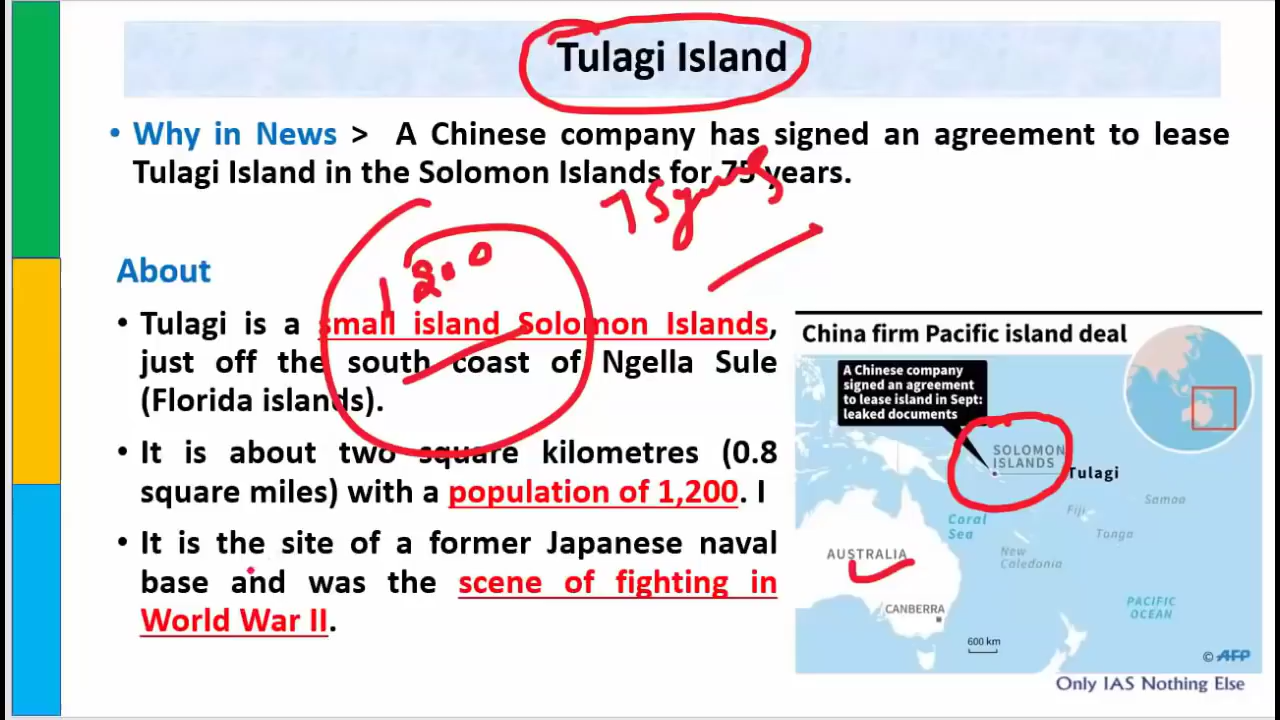 Tulagi Island
• Why in News > A Chinese company has signed an agreement to lease
Tulagi Island in the Solomon Islands for 75 years.
75 years
1200
About
• Tulagi is a small island Solomon Islands,
just off the south coast of Ngella Sule
(Florida islands).
• It is about two square kilometres (0.8
square miles) with a population of 1,200. I
• It is the site of a former Japanese naval
base and was the scene of fighting in
World War II.
China firm Pacific island deal
A Chinese company
signed an agreement
to lease island in Sept:
leaked documents
SOLOMON
ISLANDS
Tulagi
Samoa
Fiji
Tonga
Coral
Sea
New
Caledonia
AUSTRALIA
CANBERRA
PACIFIC
OCEAN
600 km
© AFP
Only IAS Nothing Else